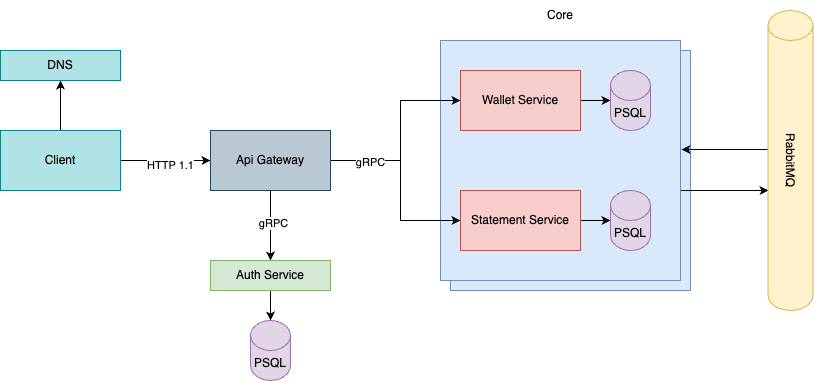 Core
DNS
Client
HTTP 1.1
Api Gateway
gRPC
gRPC
Auth Service
PSQL
Wallet Service
PSQL
Statement Service
PSQL
RabbitMQ